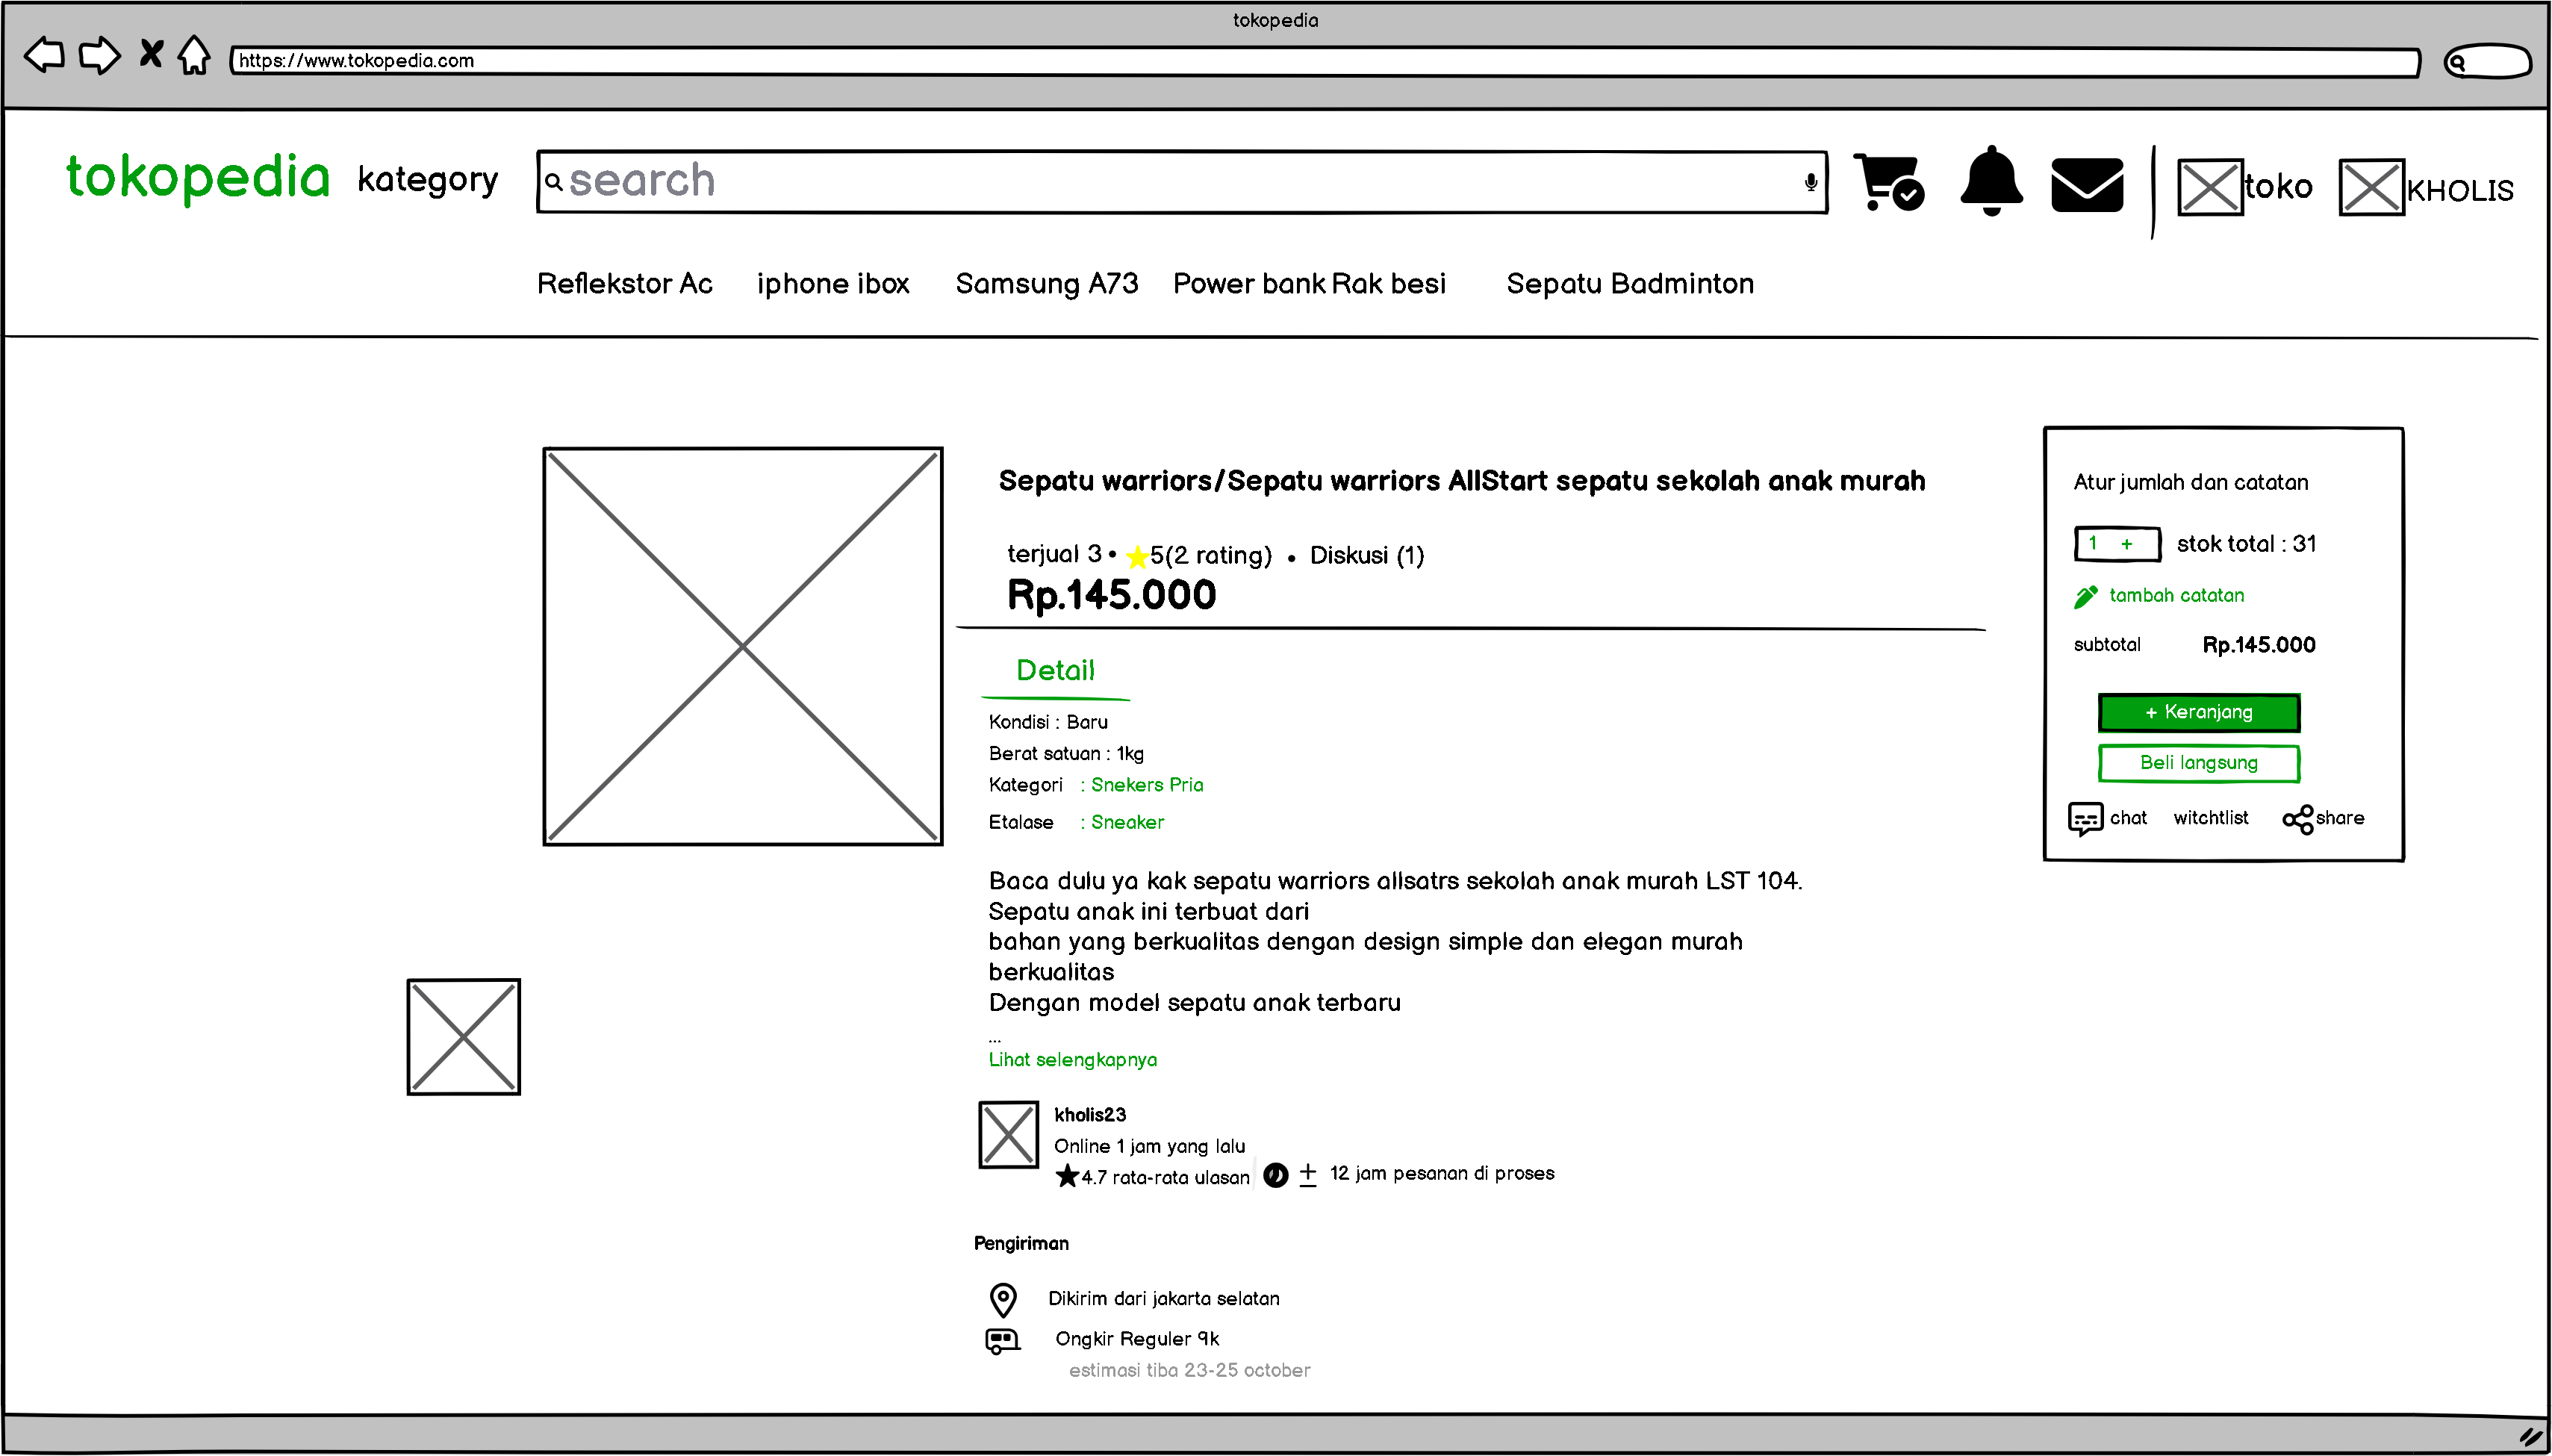 tokopedia
https://www.tokopedia.com
tokopedia kategory search toko KHOLIS
Reflekstor Ac iphone ibox Samsung A73 Power bank Rak besi Sepatu Badminton
Sepatu warriors/Sepatu warriors AllStart sepatu sekolah anak murah
terjual 3 • 5(2 rating) • Diskusi (1)
Rp.145.000
Detail
Kondisi : Baru
Berat satuan : 1kg
Kategori : Snekers Pria
Etalase : Sneaker
Baca dulu ya kak sepatu warriors allsatrs sekolah anak murah LST 104.
Sepatu anak ini terbuat dari
bahan yang berkualitas dengan design simple dan elegan murah
berkualitas
Dengan model sepatu anak terbaru
...
Lihat selengkapnya
kholis23
Online 1 jam yang lalu
4.7 rata-rata ulasan ± 12 jam pesanan di proses
Pengiriman
Dikirim dari jakarta selatan
Ongkir Reguler 9k
estimasi tiba 23-25 october
Atur jumlah dan catatan
1 + stok total : 31
tambah catatan
subtotal Rp.145.000
+ Keranjang
Beli langsung
chat witchtlist share